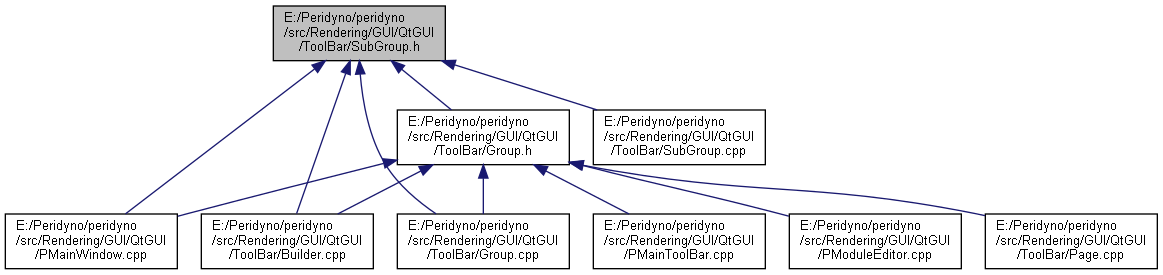 E:/Peridyno/peridyno
/src/Rendering/GUI/QtGUI
/ToolBar/SubGroup.h
E:/Peridyno/peridyno
/src/Rendering/GUI/QtGUI
/ToolBar/Group.h
E:/Peridyno/peridyno
/src/Rendering/GUI/QtGUI
/ToolBar/SubGroup.cpp
E:/Peridyno/peridyno
/src/Rendering/GUI/QtGUI
/PMainWindow.cpp
E:/Peridyno/peridyno
/src/Rendering/GUI/QtGUI
/ToolBar/Builder.cpp
E:/Peridyno/peridyno
/src/Rendering/GUI/QtGUI
/ToolBar/Group.cpp
E:/Peridyno/peridyno
/src/Rendering/GUI/QtGUI
/PMainToolBar.cpp
E:/Peridyno/peridyno
/src/Rendering/GUI/QtGUI
/PModuleEditor.cpp
E:/Peridyno/peridyno
/src/Rendering/GUI/QtGUI
/ToolBar/Page.cpp